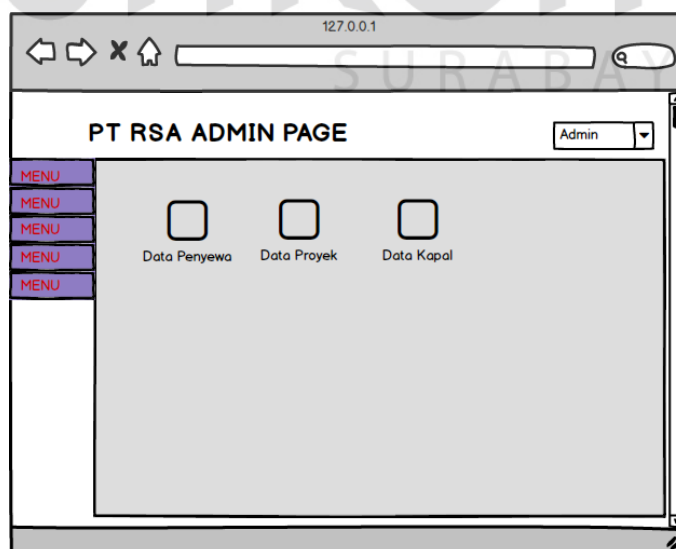 127.0.0.1
SURABAY
PT RSA ADMIN PAGE
Admin
MENU
MENU
MENU
MENU
MENU
Data Penyewa
Data Proyek
Data Kapal